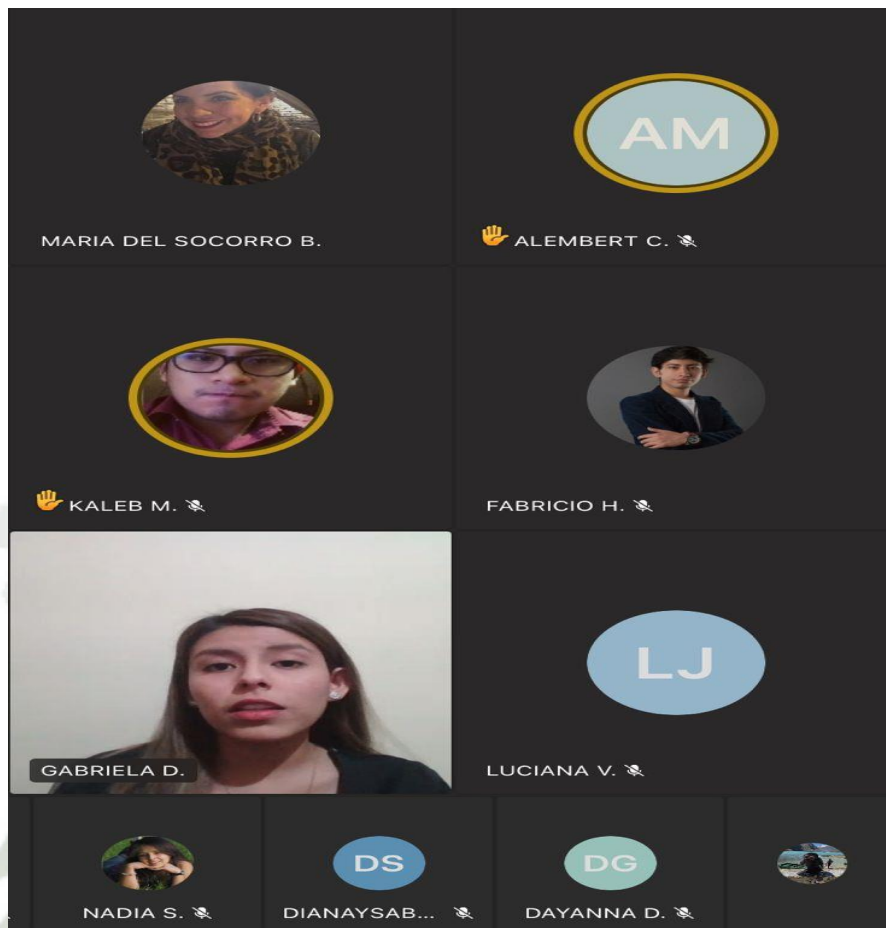 AM
MARIA DEL SOCORRO B.
ALEMBERT C.
KALEB M.
FABRICIO H.
LJ
GABRIELA D.
LUCIANA V.
DS
DG
NADIA S.
DIANAYSAB...
DAYANNA D.